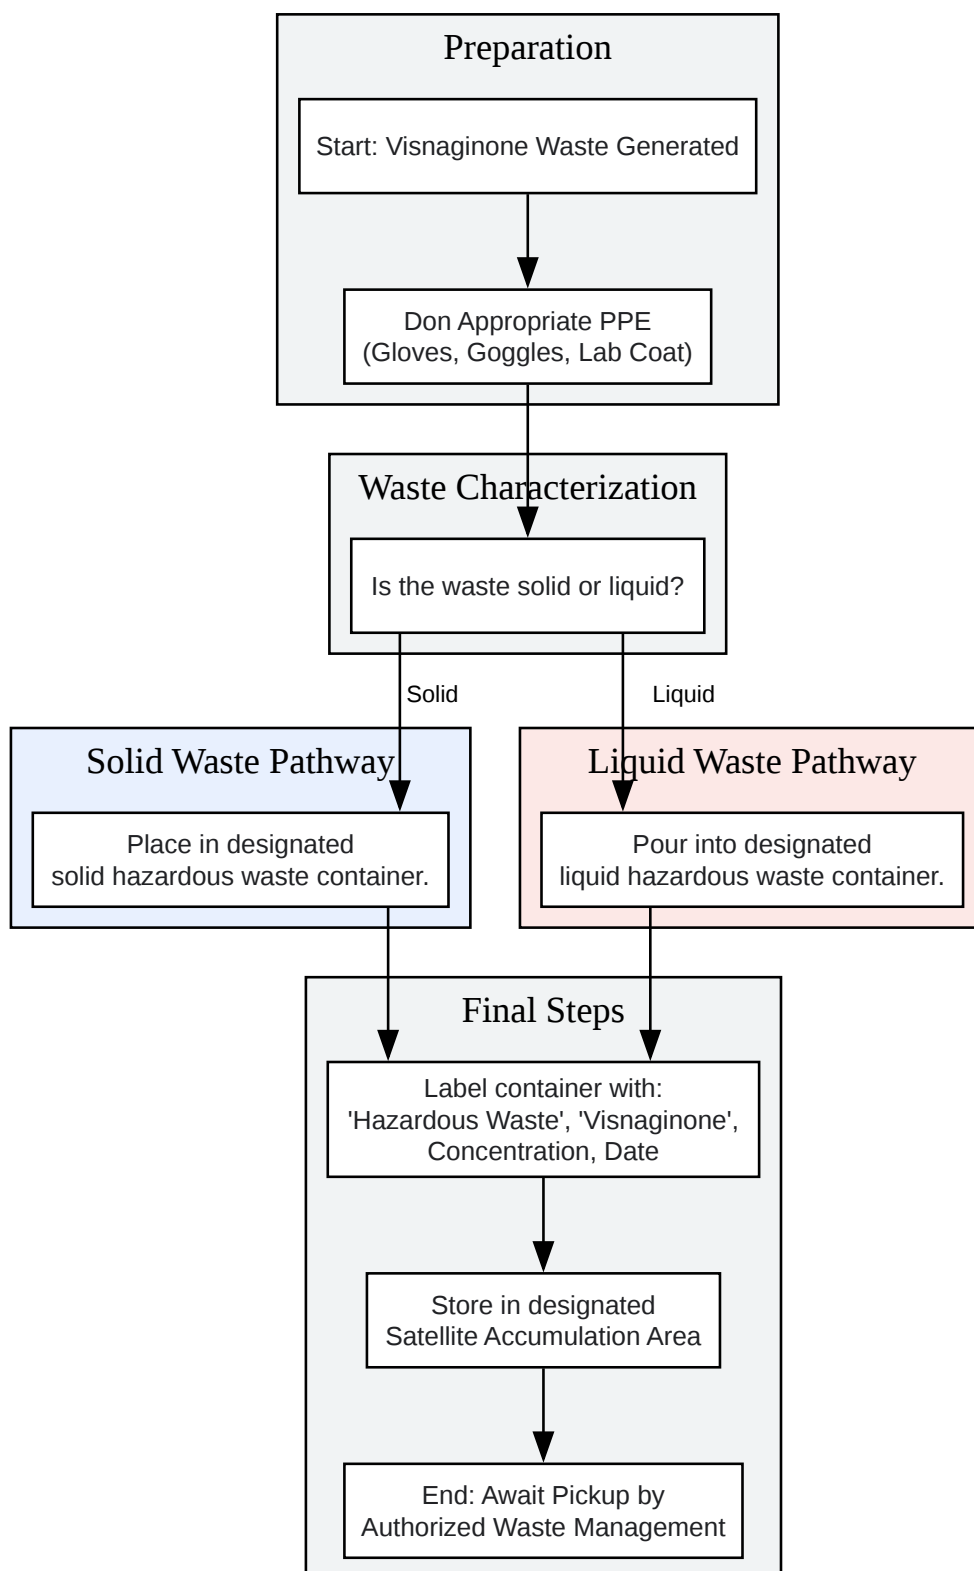 Preparation
Start: Visnaginone Waste Generated
Don Appropriate PPE
(Gloves, Goggles, Lab Coat)
Waste Characterization
Is the waste solid or liquid?
Solid
Liquid
Solid Waste Pathway
Place in designated
solid hazardous waste container.
Liquid Waste Pathway
Pour into designated
liquid hazardous waste container.
Final Steps
Label container with:
'Hazardous Waste', 'Visnaginone',
Concentration, Date
Store in designated
Satellite Accumulation Area
End: Await Pickup by
Authorized Waste Management